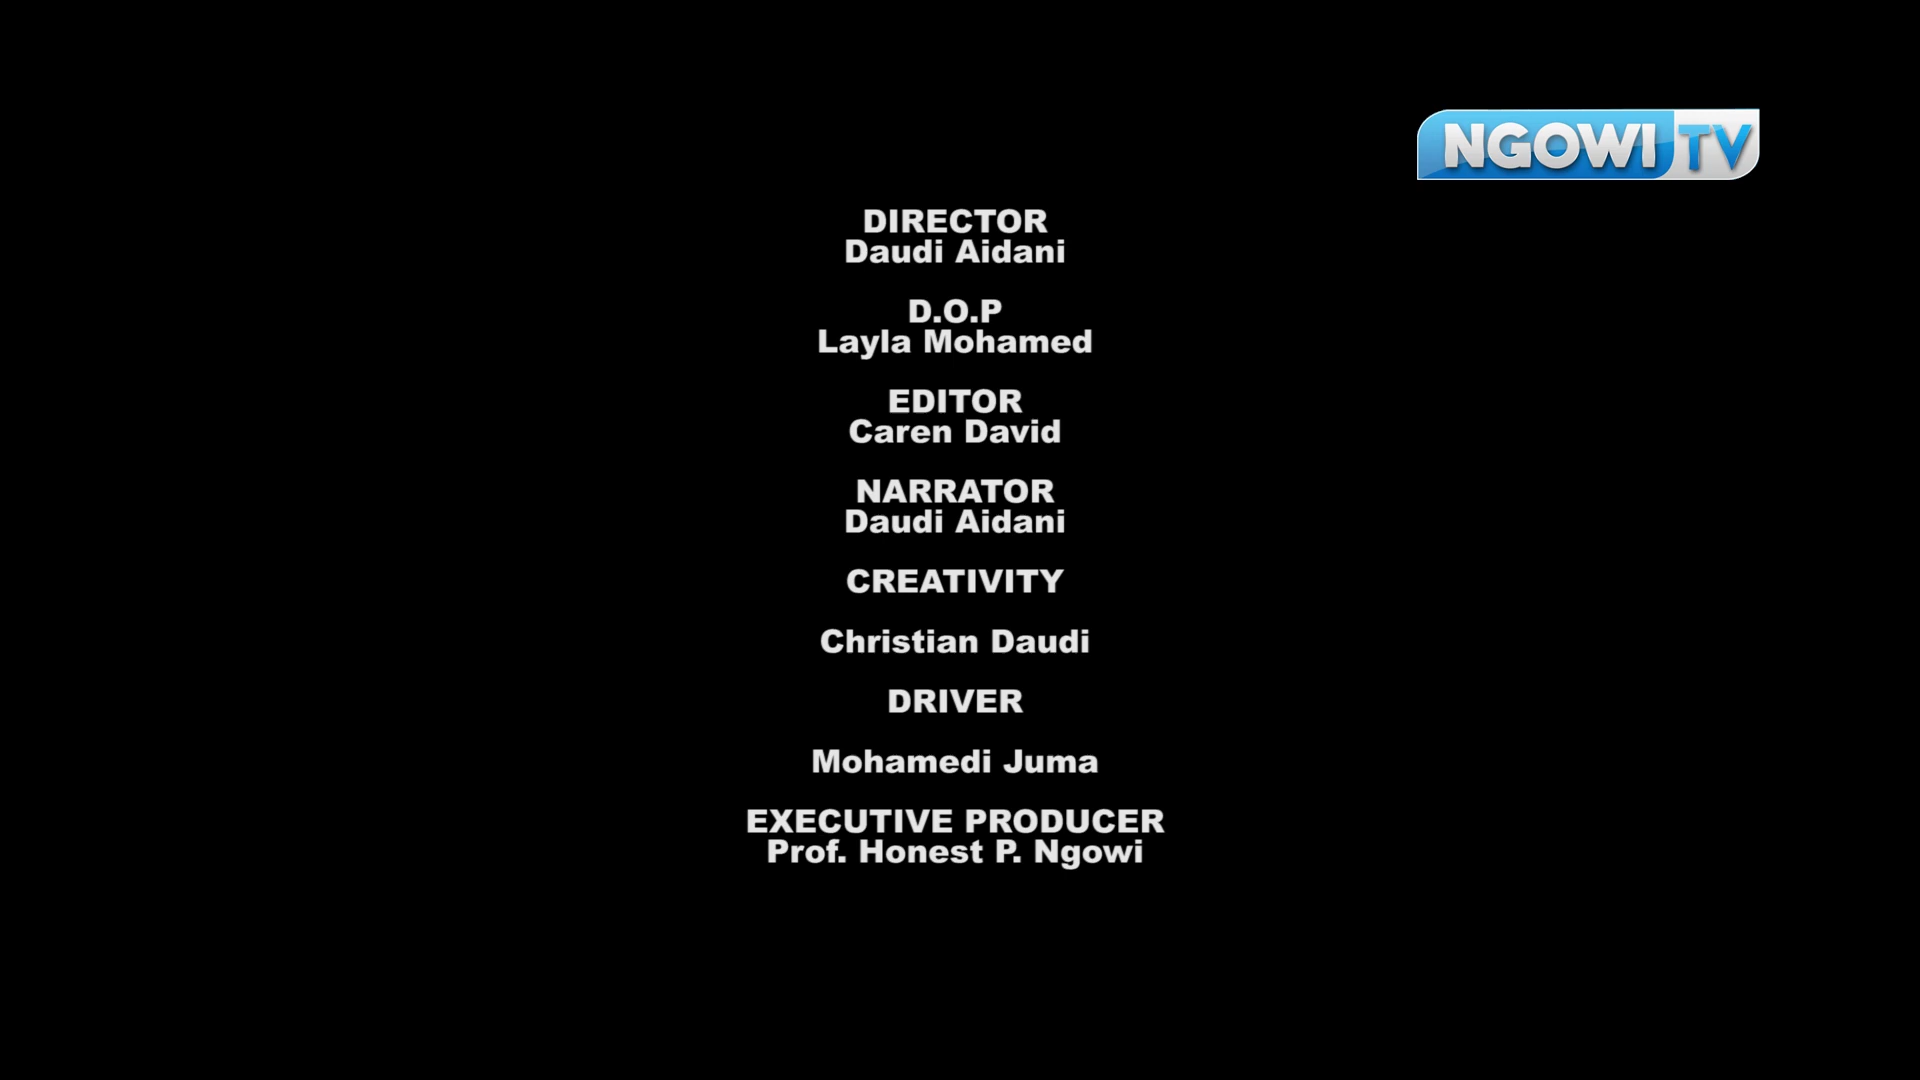 NGOWI TV
DIRECTOR
Daudi Aidani
D.O.P
Layla Mohamed
EDITOR
Caren David
NARRATOR
Daudi Aidani
CREATIVITY
Christian Daudi
DRIVER
Mohamedi Juma
EXECUTIVE PRODUCER
Prof. Honest P. Ngowi